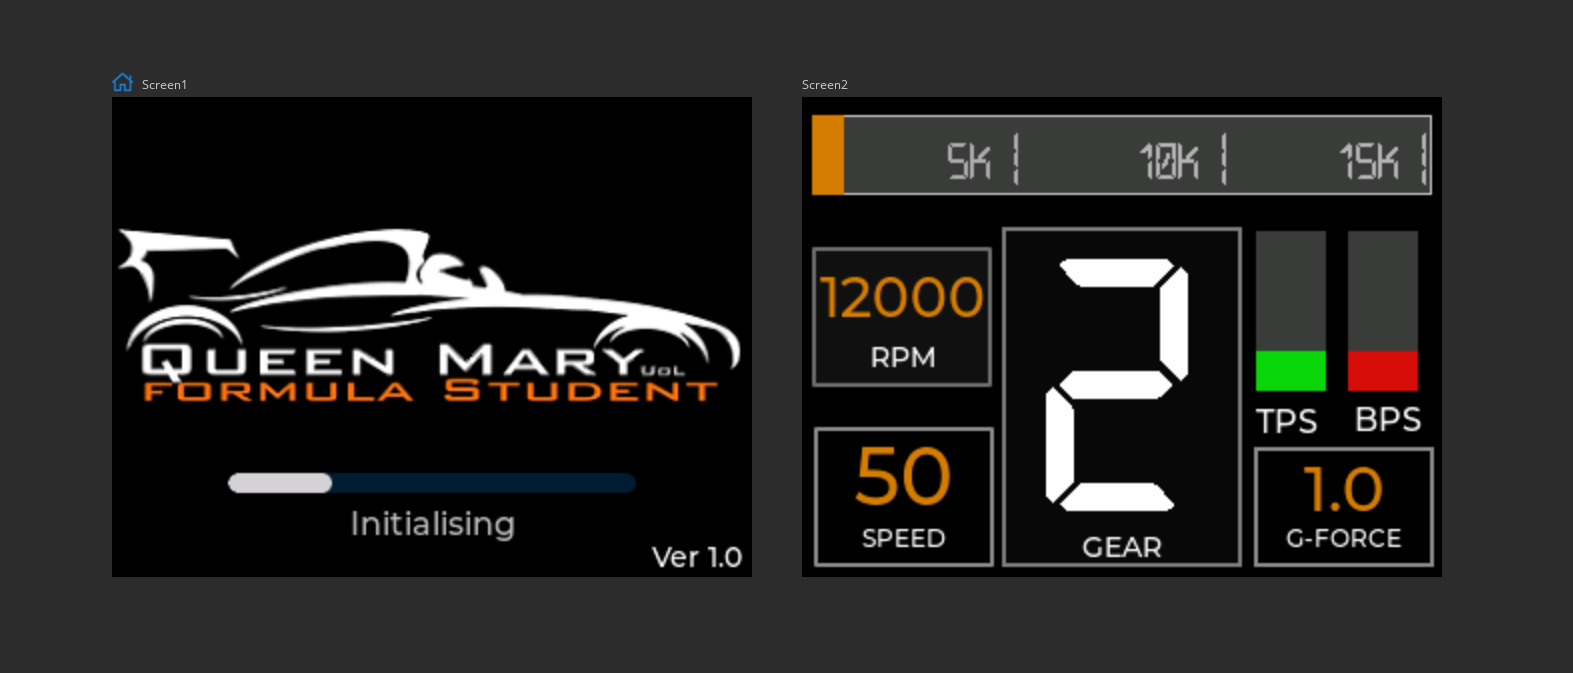 Screen1
QUEEN MARY UOL
FORMULA STUDENT
Initialising
Ver 1.0
Screen2
5K 10K 15K
12000
RPM
50
SPEED
2
GEAR
TPS BPS
1.0
G-FORCE